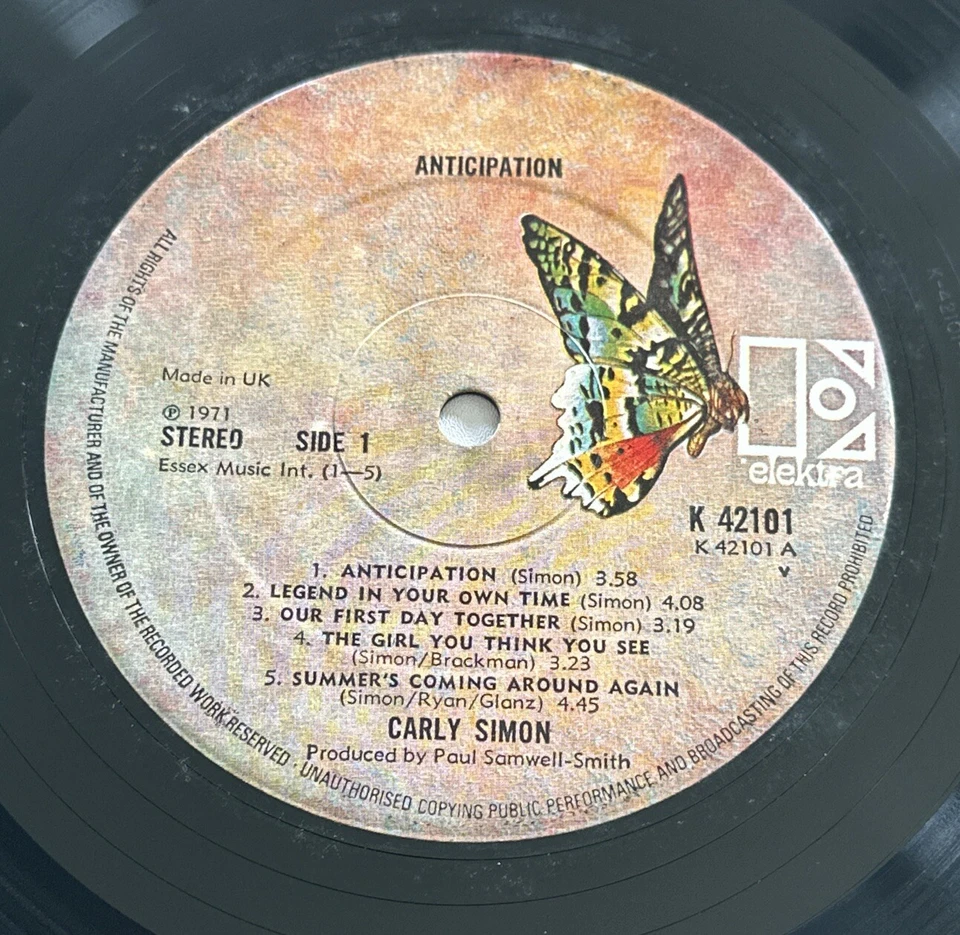 ANTICIPATION
Made in UK
Ⓟ 1971
STEREO SIDE 1
Essex Music Int. (1—5)
elektra
K 42101
K 42101 A
1. ANTICIPATION (Simon) 3.58
2. LEGEND IN YOUR OWN TIME (Simon) 4.08
3. OUR FIRST DAY TOGETHER (Simon) 3.19
4. THE GIRL YOU THINK YOU SEE
(Simon/Brackman) 3.23
5. SUMMER'S COMING AROUND AGAIN
(Simon/Ryan/Glanz) 4.45
CARLY SIMON
Produced by Paul Samwell-Smith
ALL RIGHTS OF THE MANUFACTURER AND OF THE OWNER OF THE RECORDED WORK RESERVED · UNAUTHORISED COPYING PUBLIC PERFORMANCE AND BROADCASTING OF THIS RECORD PROHIBITED